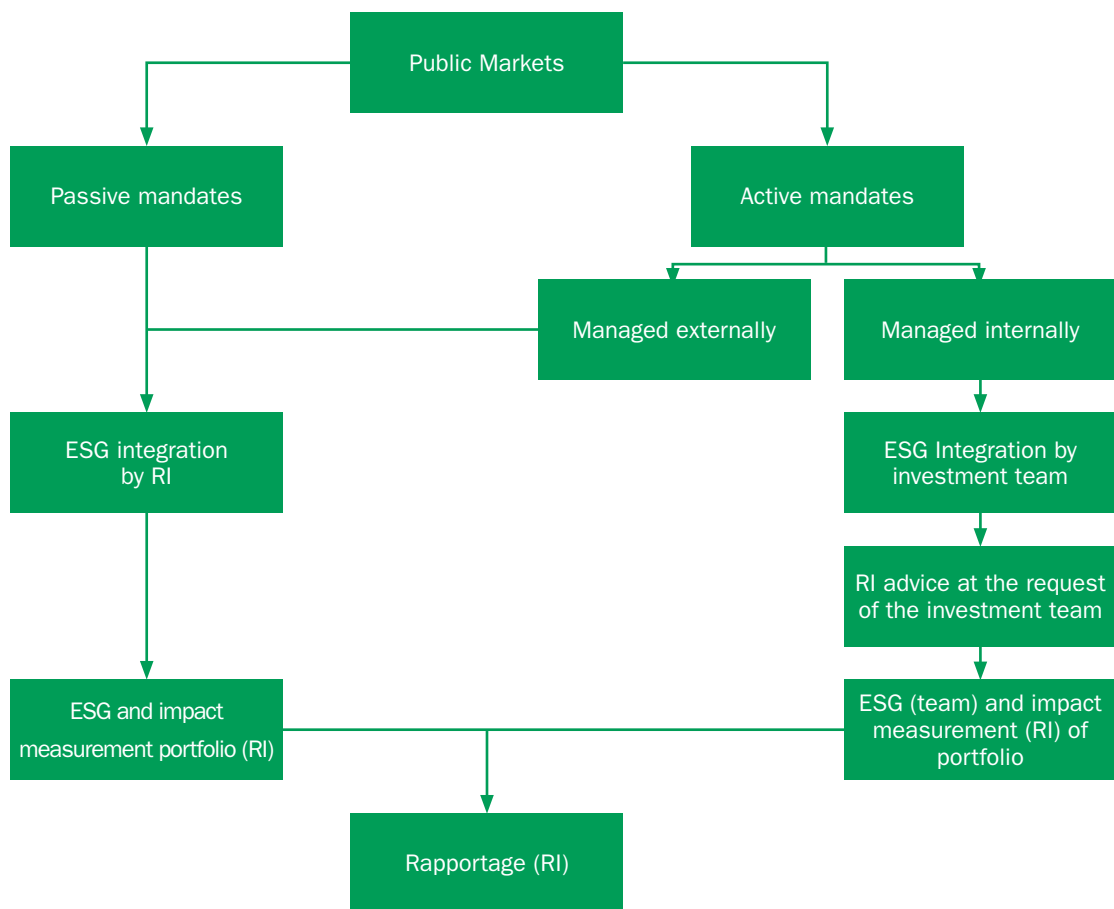 Public Markets
Passive mandates
Active mandates
Managed externally
Managed internally
ESG integration
by RI
ESG Integration by
investment team
RI advice at the request
of the investment team
ESG and impact
measurement portfolio (RI)
ESG (team) and impact
measurement (RI) of
portfolio
Rapportage (RI)